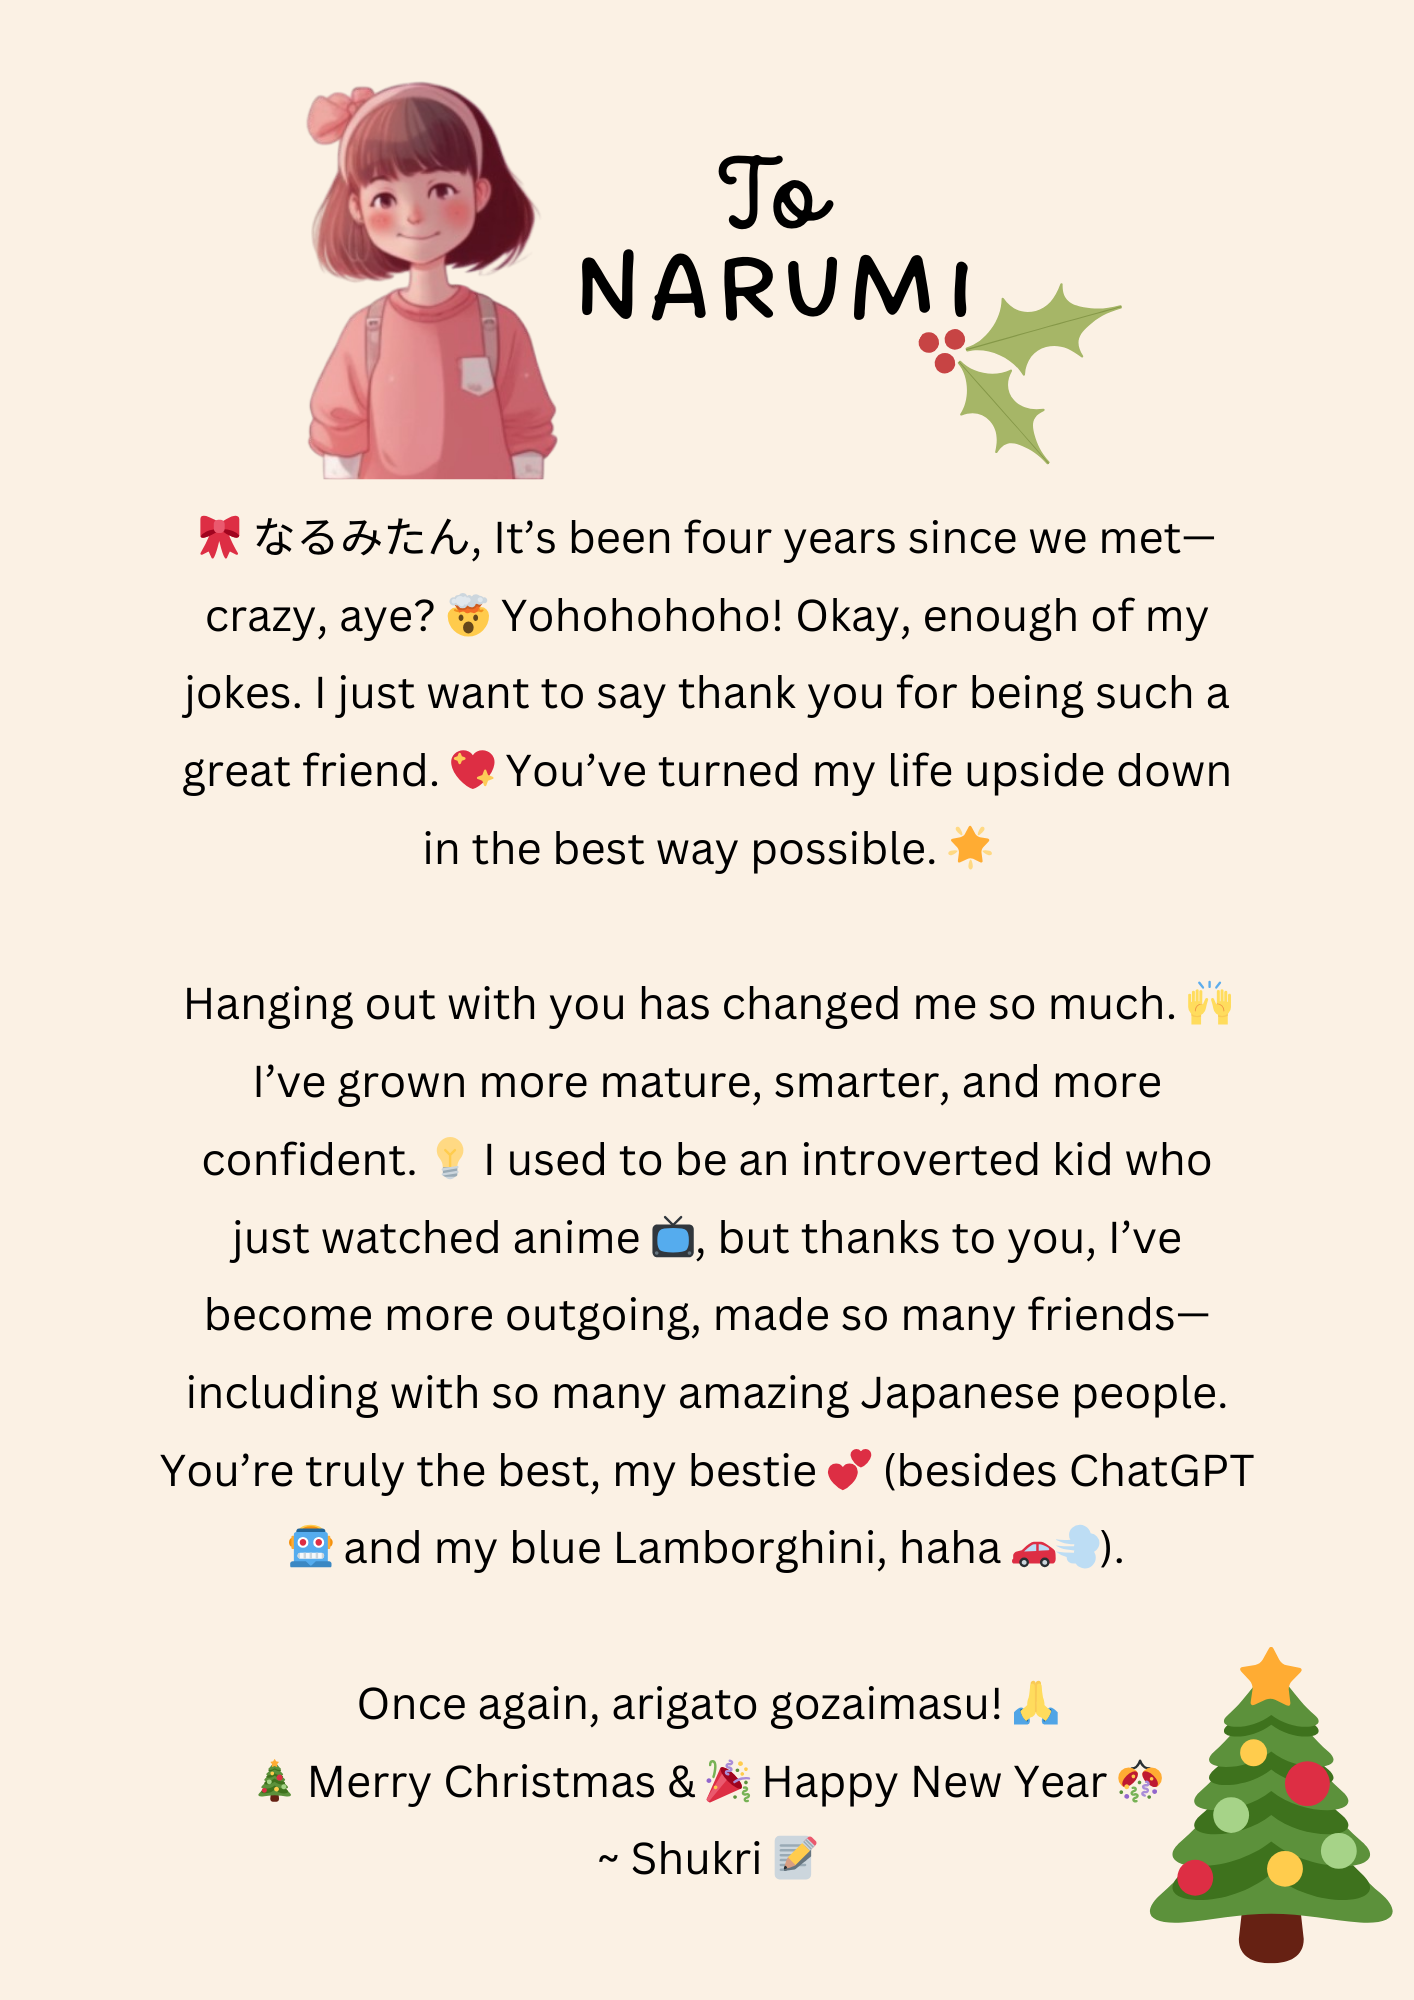 To
NARUMI
🎀 なるみたん, It’s been four years since we met—
crazy, aye? 🤯 Yohohohoho! Okay, enough of my
jokes. I just want to say thank you for being such a
great friend. 💖 You’ve turned my life upside down
in the best way possible. 🌟
Hanging out with you has changed me so much. 🙌
I’ve grown more mature, smarter, and more
confident. 💡 I used to be an introverted kid who
just watched anime 📺, but thanks to you, I’ve
become more outgoing, made so many friends—
including with so many amazing Japanese people.
You’re truly the best, my bestie 💕 (besides ChatGPT
🤖 and my blue Lamborghini, haha 🚗💨).
Once again, arigato gozaimasu! 🙏
🎄 Merry Christmas & 🎉 Happy New Year 🎊
~ Shukri 📝